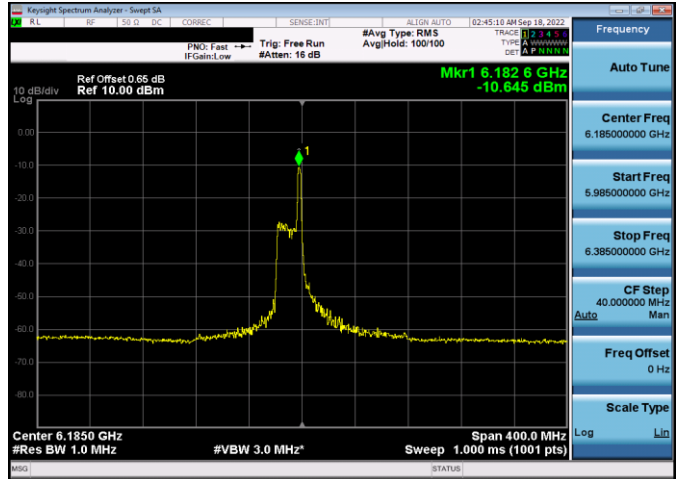 Keysight Spectrum Analyzer - Swept SA
RL RF 50 Ω DC CORREC SENSE:INT ALIGN AUTO 02:45:10 AM Sep 18, 2022
PNO: Fast
IFGain:Low
Trig: Free Run
#Atten: 16 dB
#Avg Type: RMS
Avg|Hold: 100/100
TRACE 1 2 3 4 5 6
TYPE A WWWWW
DET A P N N N N
Mkr1 6.182 6 GHz
-10.645 dBm
Ref Offset 0.65 dB
10 dB/div Ref 10.00 dBm
Log
0.00
-10.0
-20.0
-30.0
-40.0
-50.0
-60.0
-70.0
-80.0
1
Center 6.1850 GHz Span 400.0 MHz
#Res BW 1.0 MHz #VBW 3.0 MHz* Sweep 1.000 ms (1001 pts)
MSG STATUS
Frequency
Auto Tune
Center Freq
6.185000000 GHz
Start Freq
5.985000000 GHz
Stop Freq
6.385000000 GHz
CF Step
40.000000 MHz
Auto Man
Freq Offset
0 Hz
Scale Type
Log Lin